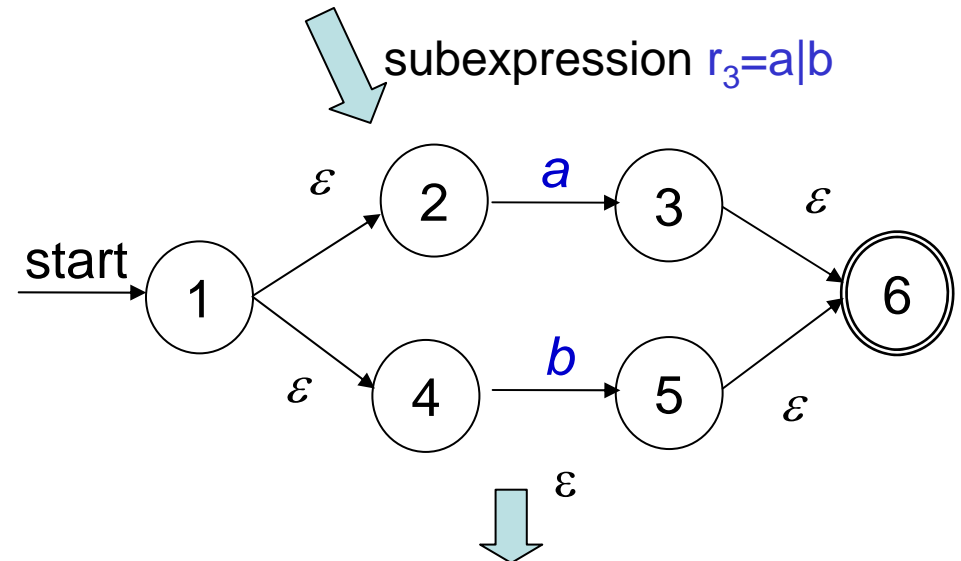 subexpression r₃=a|b
ε 2 a 3 ε
start 1 6
ε 4 b 5 ε
ε